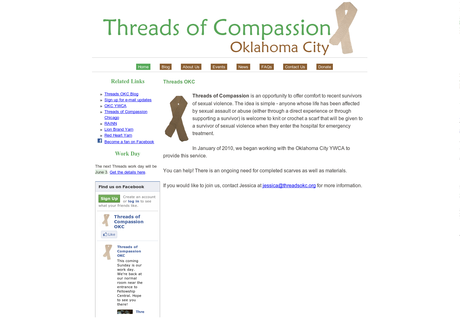 Threads of Compassion
Oklahoma City
Home Blog About Us Events News FAQs Contact Us Donate
Related Links
Threads OKC Blog
Sign up for e-mail updates
OKC YWCA
Threads of Compassion
Chicago
RAINN
Lion Brand Yarn
Red Heart Yarn
Become a fan on Facebook
Work Day
The next Threads work day will be
June 3. Get the details here.
Find us on Facebook
Sign Up Create an account
or log in to see
what your friends like.
Threads of
Compassion
OKC
Like
Threads of
Compassion
OKC
This coming
Sunday is our
work day.
We're back at
our normal
room near the
entrance to
Penn
Central. Hope
to see you
there!
Threads OKC
Threads of Compassion is an opportunity to offer comfort to recent survivors
of sexual violence. The idea is simple - anyone whose life has been affected
by sexual assault or abuse (either through a direct experience or through
supporting a survivor) is welcome to knit or crochet a scarf that will be given to
a survivor of sexual violence when they enter the hospital for emergency
treatment.
In January of 2010, we began working with the Oklahoma City YWCA to
provide this service.
You can help! There is an ongoing need for completed scarves as well as materials.
If you would like to join us, contact Jessica at jessica@threadsokc.org for more information.